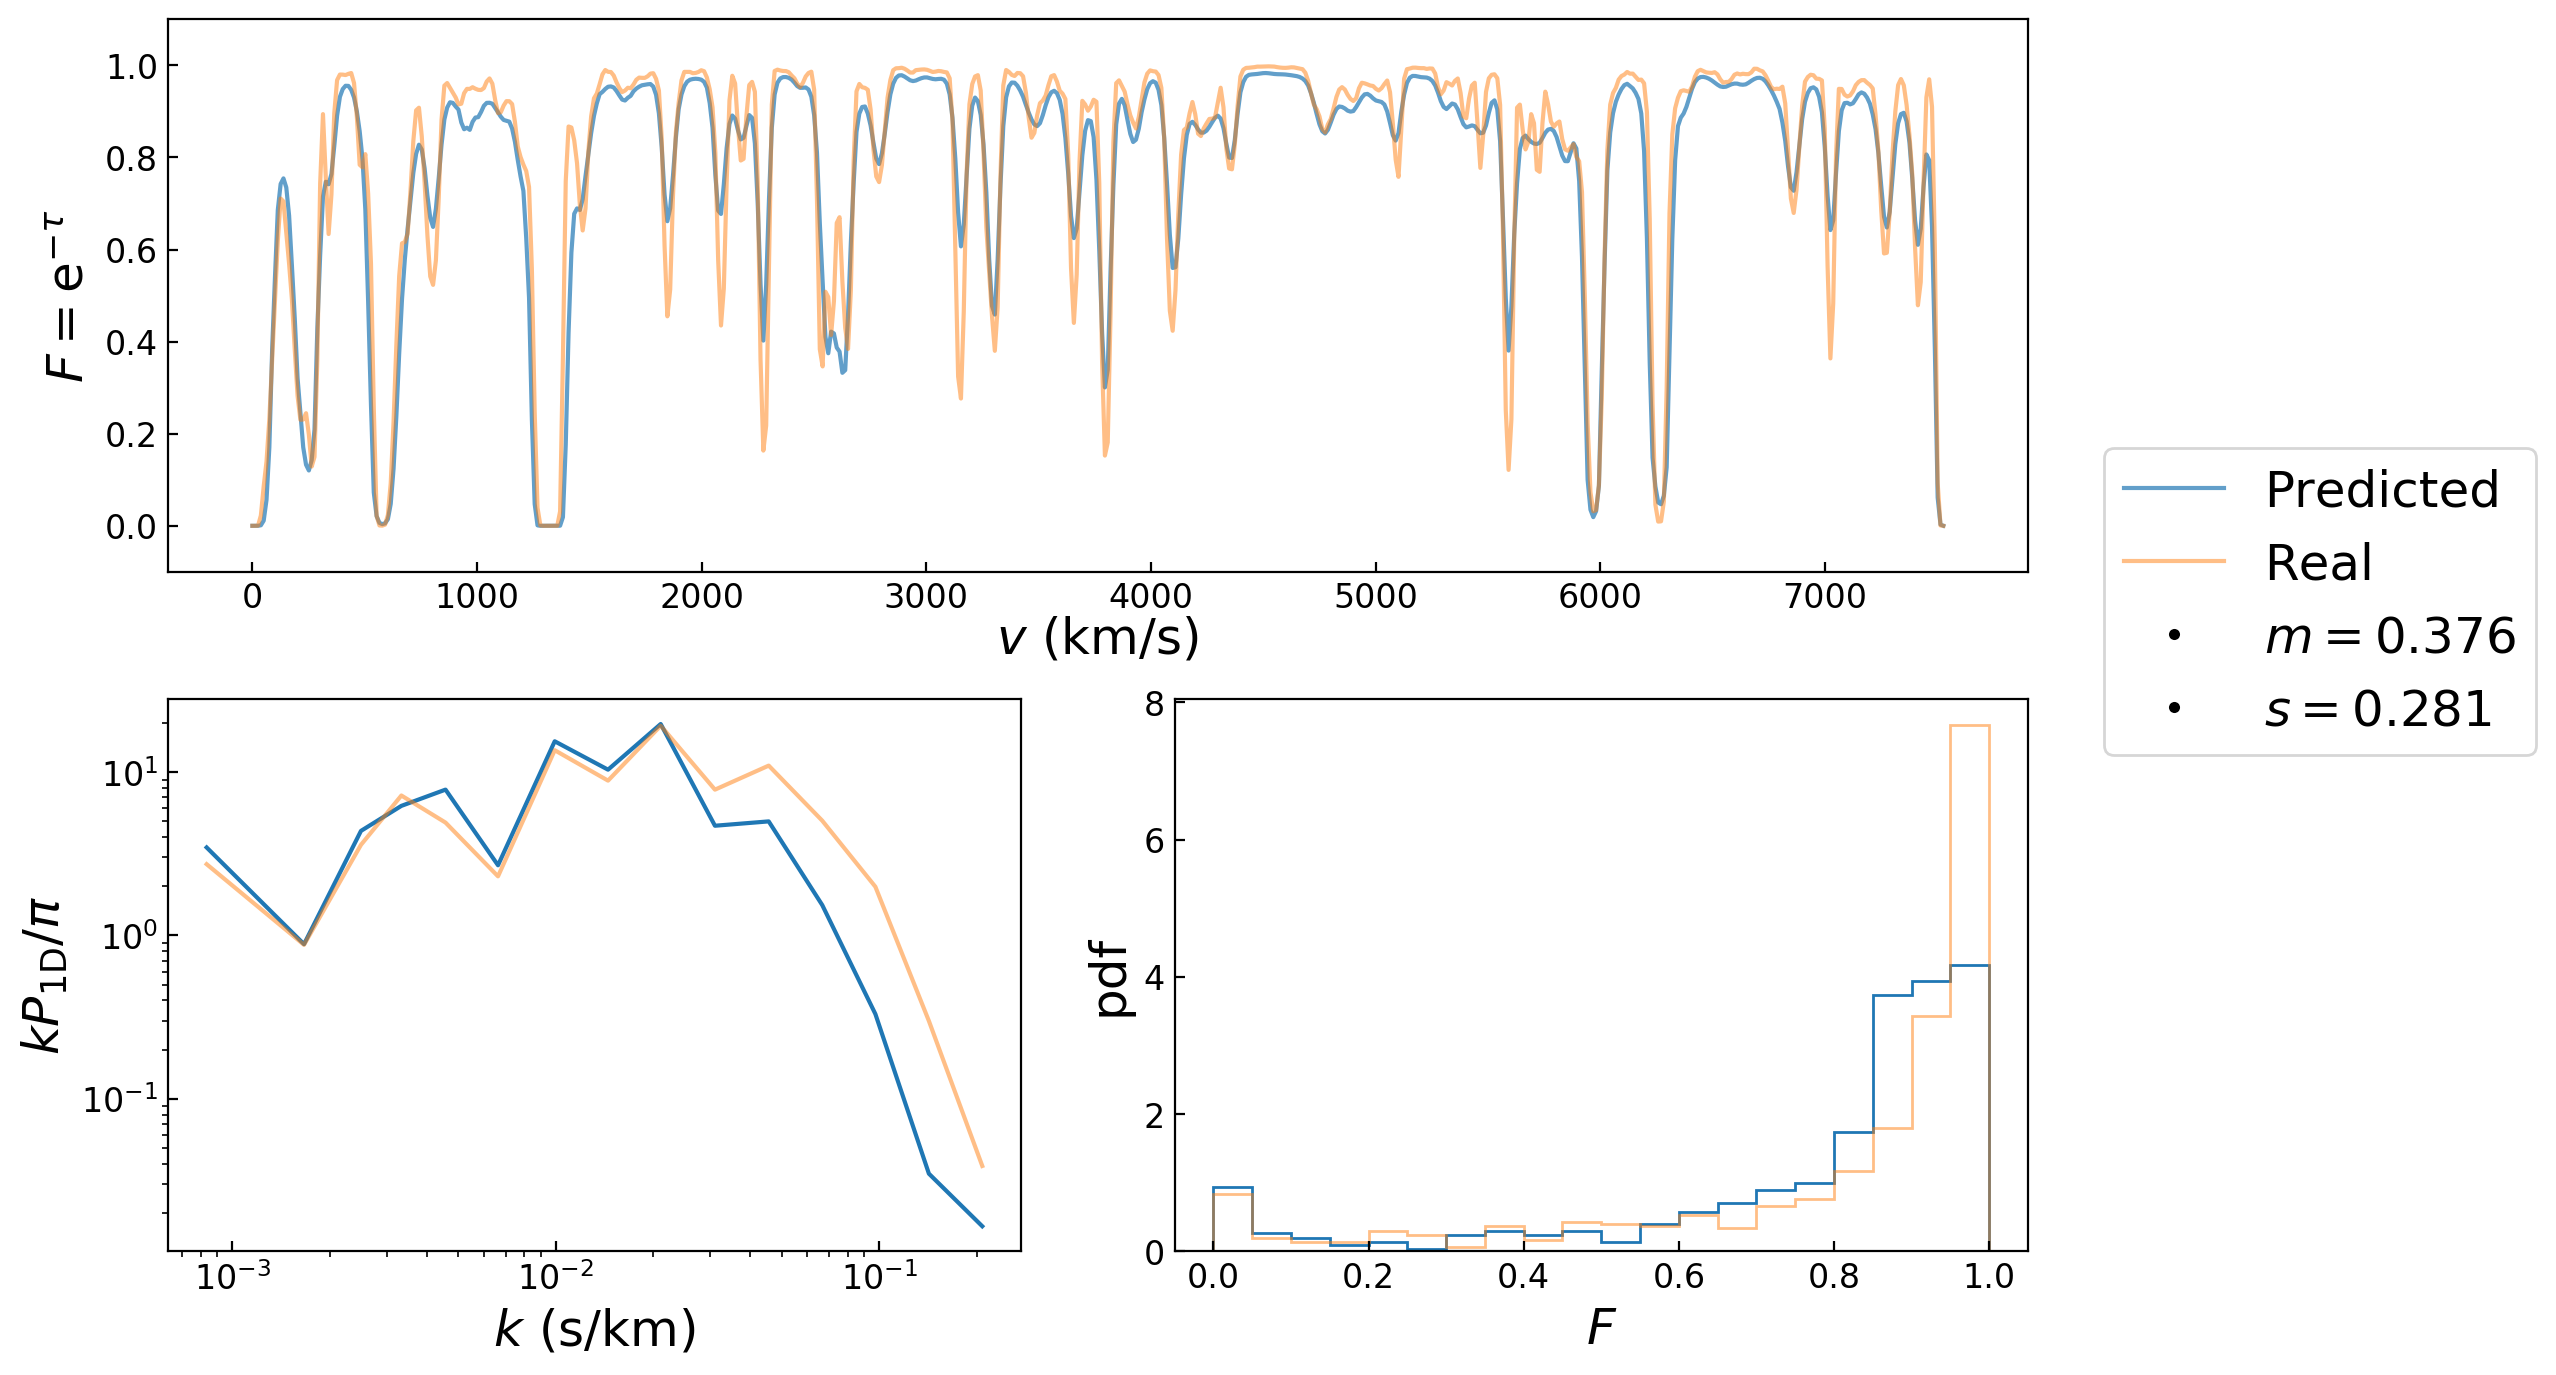 1.0
0.8
0.6
0.4
0.2
0.0
F = e^{-τ}
0 1000 2000 3000 4000 5000 6000 7000
v (km/s)
Predicted
Real
m = 0.376
s = 0.281
10^1
10^0
10^{-1}
kP_{1D}/π
10^{-3} 10^{-2} 10^{-1}
k (s/km)
8
6
4
2
0
pdf
0.0 0.2 0.4 0.6 0.8 1.0
F